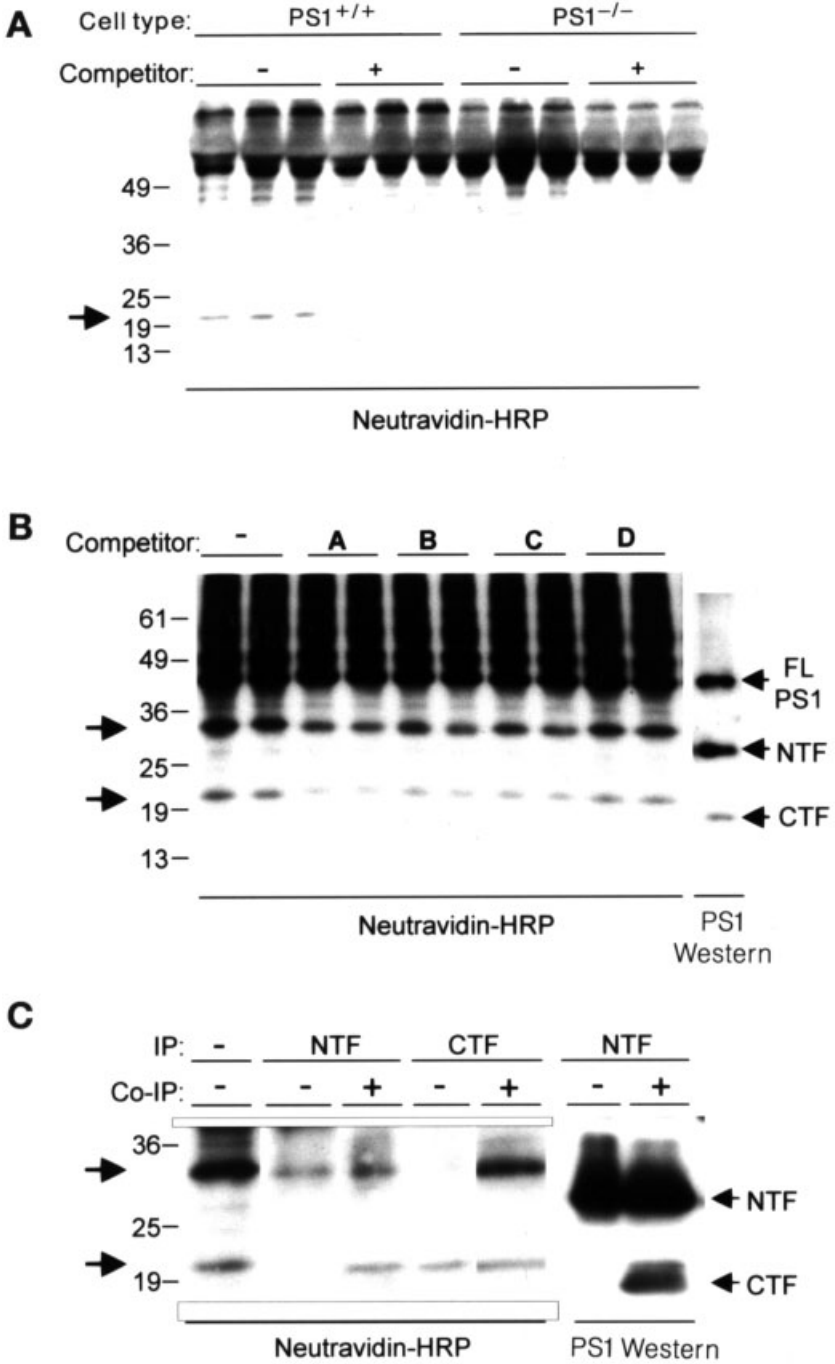 A
Cell type: PS1+/+ PS1−/−
Competitor: - + - +
49
36
25
19
13
Neutravidin-HRP
B
Competitor: - A B C D
61
49
36
25
19
13
FL
PS1
NTF
CTF
Neutravidin-HRP
PS1
Western
C
IP: - NTF CTF NTF
Co-IP: - - + - + - +
36
25
19
NTF
CTF
Neutravidin-HRP PS1 Western